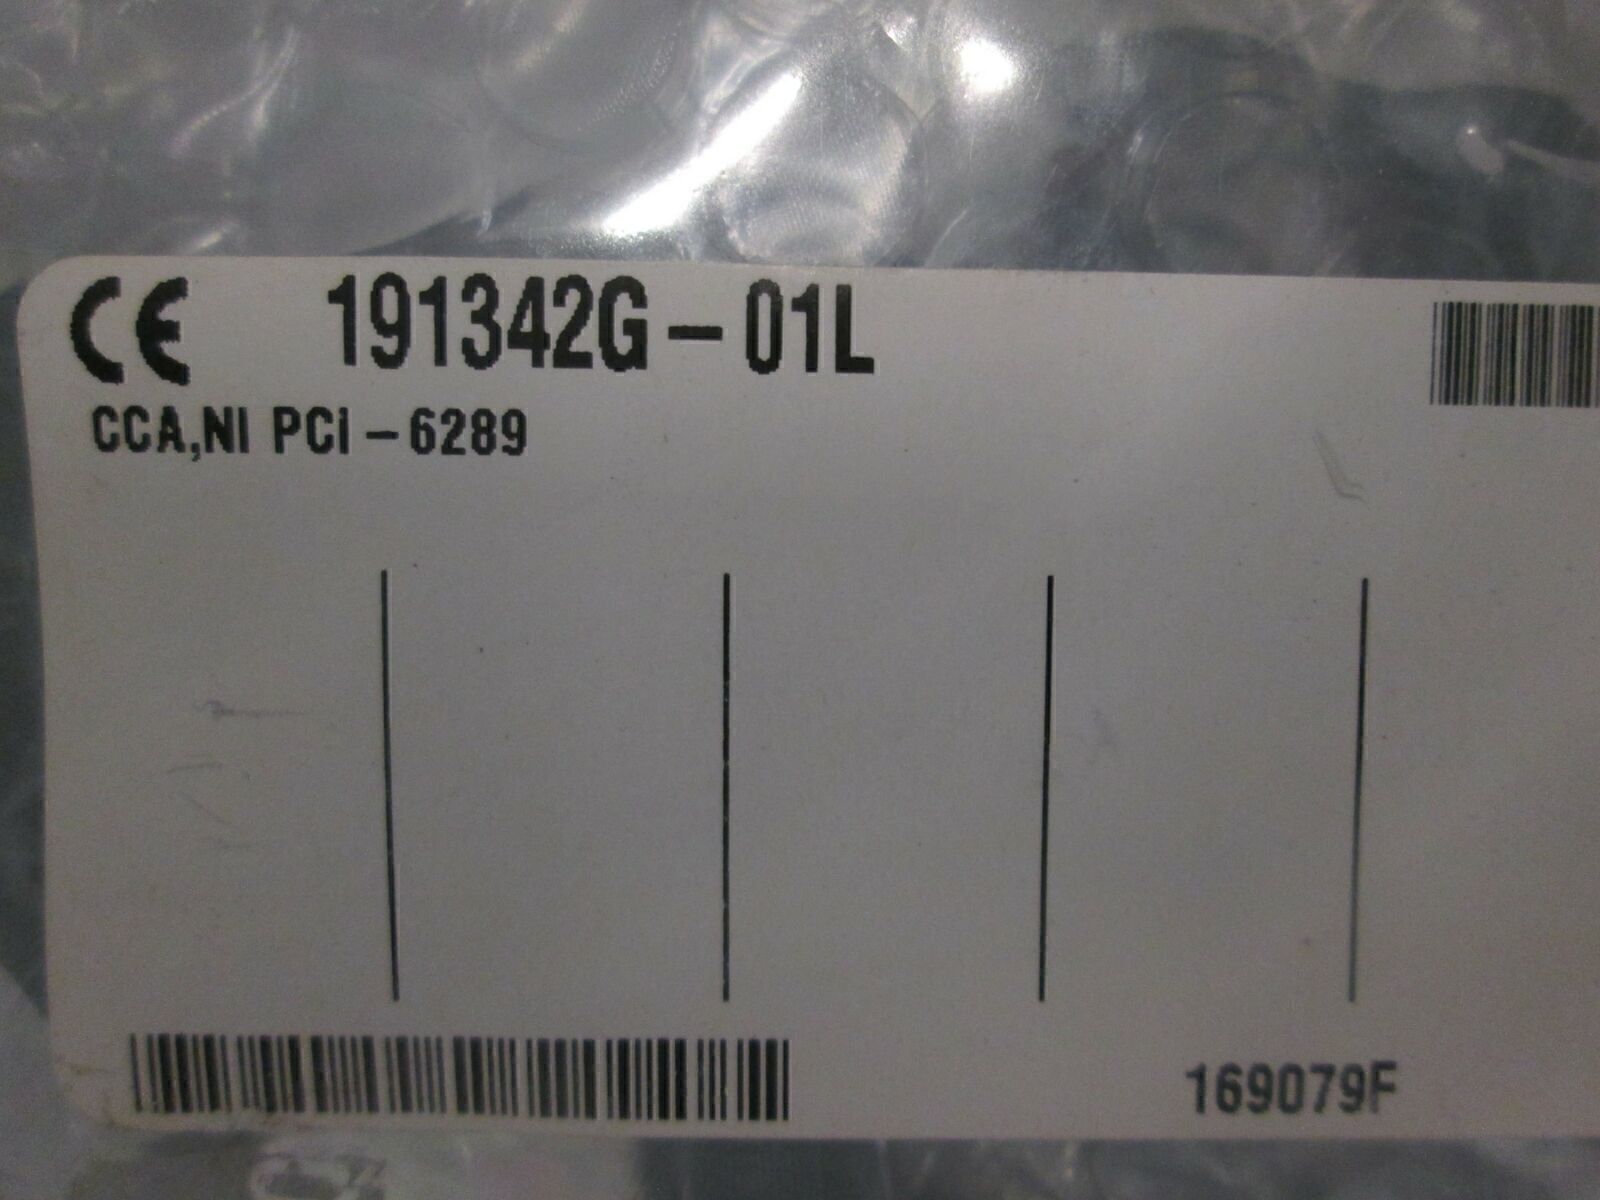 CE 191342G-01L
CCA,NI PCi-6289
169079F